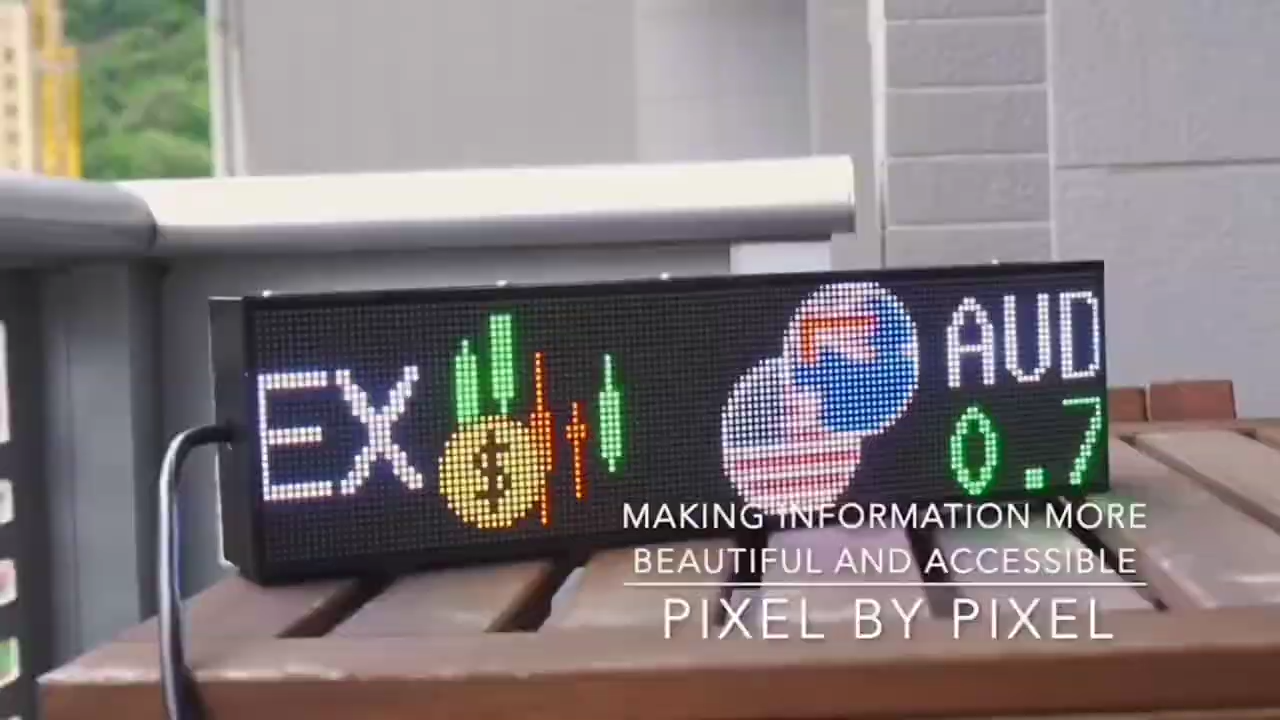 EX
$
AUD
0.7
MAKING INFORMATION MORE
BEAUTIFUL AND ACCESSIBLE
PIXEL BY PIXEL